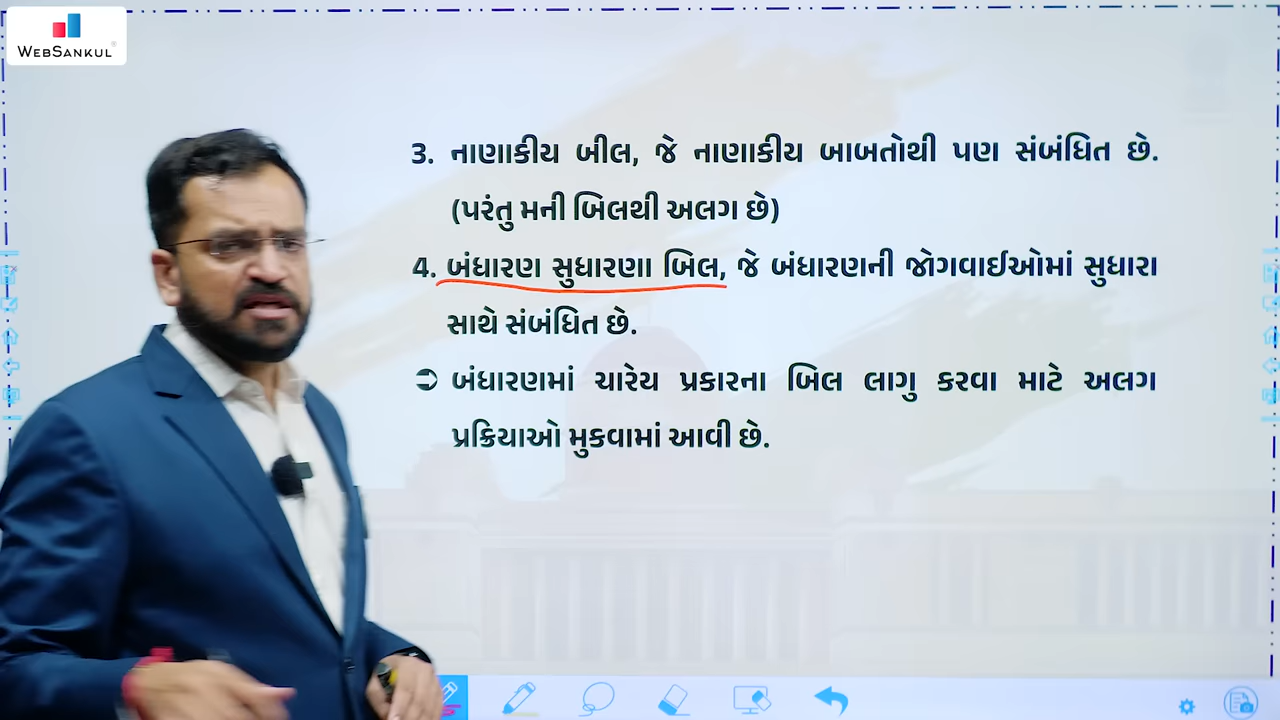 WEBSANKUL
3. નાણાકીય બીલ, જે નાણાકીય બાબતોથી પણ સંબંધિત છે.
(પરંતુ મની બિલથી અલગ છે)
4. બંધારણ સુધારણા બિલ, જે બંધારણની જોગવાઈઓમાં સુધારા
સાથે સંબંધિત છે.
➲ બંધારણમાં ચારેય પ્રકારના બિલ લાગુ કરવા માટે અલગ
પ્રક્રિયાઓ મુકવામાં આવી છે.